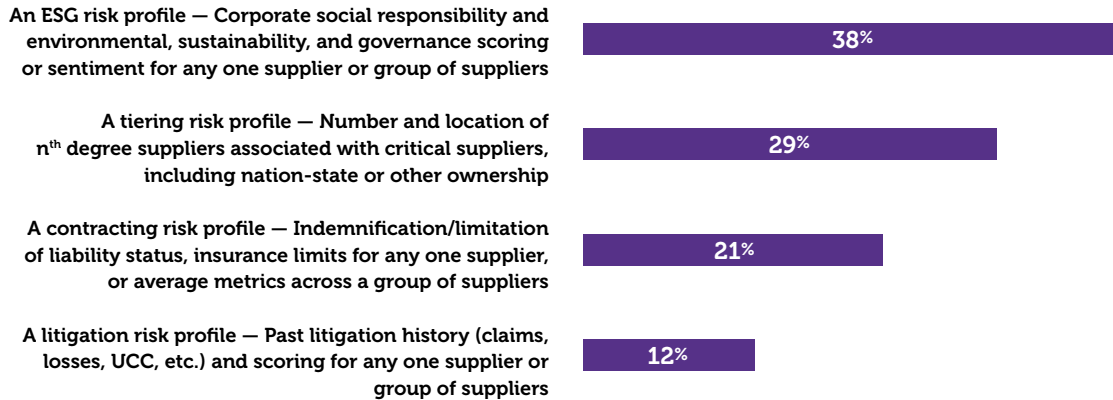 An ESG risk profile — Corporate social responsibility and
environmental, sustainability, and governance scoring
or sentiment for any one supplier or group of suppliers
38%
A tiering risk profile — Number and location of
nth degree suppliers associated with critical suppliers,
including nation-state or other ownership
29%
A contracting risk profile — Indemnification/limitation
of liability status, insurance limits for any one supplier,
or average metrics across a group of suppliers
21%
A litigation risk profile — Past litigation history (claims,
losses, UCC, etc.) and scoring for any one supplier or
group of suppliers
12%